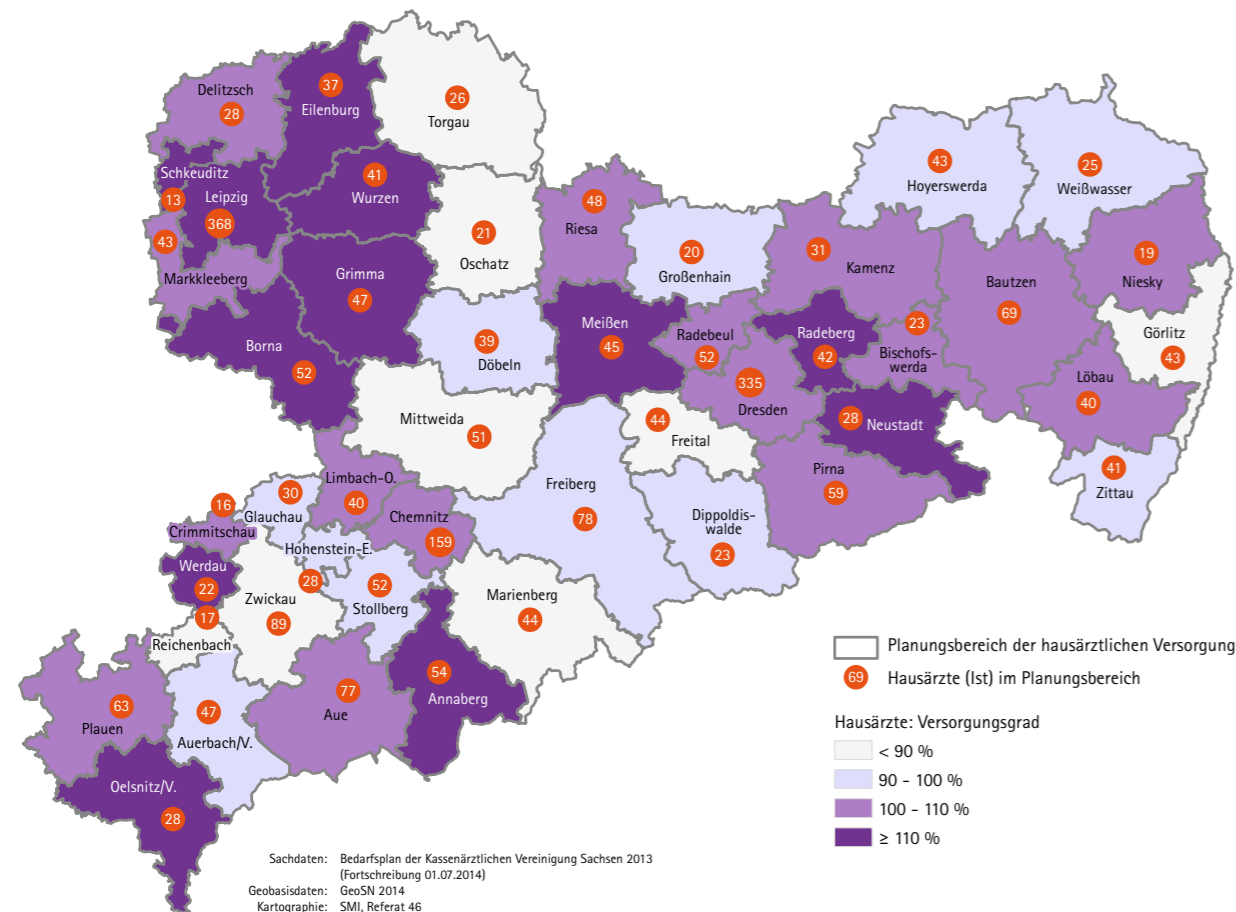 Delitzsch
28
37
Eilenburg
26
Torgau
Schkeuditz
13
Leipzig
368
41
Wurzen
43
Markkleeberg
21
Oschatz
48
Riesa
20
Großenhain
43
Hoyerswerda
25
Weißwasser
31
Kamenz
Bautzen
69
19
Niesky
Grimma
47
Borna
52
39
Döbeln
Meißen
45
Radebeul
52
335
Dresden
Radeberg
42
23
Bischofs-
werda
Görlitz
43
Löbau
40
28
Neustadt
41
Zittau
Mittweida
51
44
Freital
Pirna
59
Freiberg
78
Dippoldis-
walde
23
Limbach-O.
40
Chemnitz
159
30
Glauchau
16
Crimmitschau
Hohenstein-E.
28
Werdau
22
17
Reichenbach
Zwickau
89
52
Stollberg
Marienberg
44
54
Annaberg
77
Aue
47
Auerbach/V.
63
Plauen
Oelsnitz/V.
28
Planungsbereich der hausärztlichen Versorgung
69 Hausärzte (Ist) im Planungsbereich
Hausärzte: Versorgungsgrad
< 90 %
90 - 100 %
100 - 110 %
≥ 110 %
Sachdaten: Bedarfsplan der Kassenärztlichen Vereinigung Sachsen 2013
(Fortschreibung 01.07.2014)
Geobasisdaten: GeoSN 2014
Kartographie: SMI, Referat 46